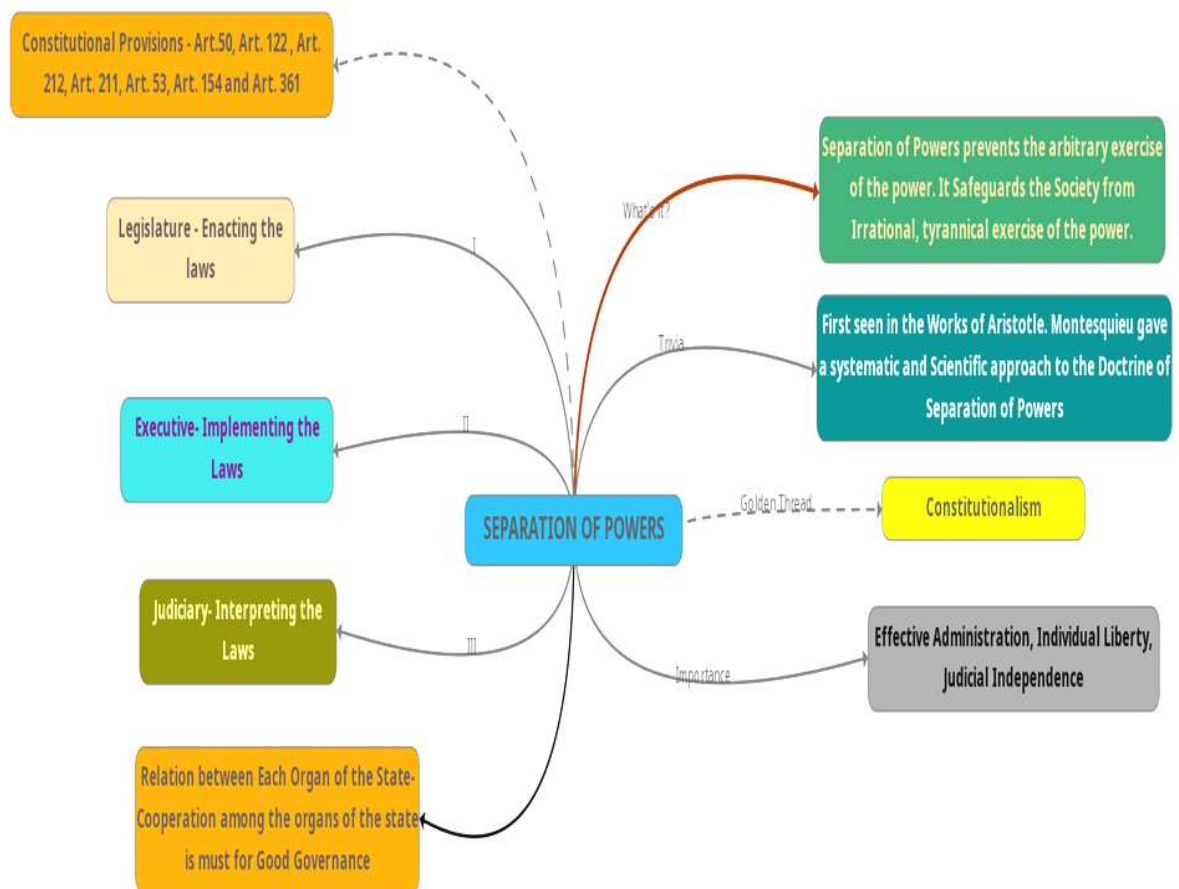 Constitutional Provisions - Art.50, Art. 122 , Art.
212, Art. 211, Art. 53, Art. 154 and Art. 361
Legislature - Enacting the
laws
I
Executive- Implementing the
Laws
II
Judiciary- Interpreting the
Laws
III
Relation between Each Organ of the State-
Cooperation among the organs of the state
is must for Good Governance
SEPARATION OF POWERS
What's it?
Separation of Powers prevents the arbitrary exercise
of the power. It Safeguards the Society from
Irrational, tyrannical exercise of the power.
Trivia
First seen in the Works of Aristotle. Montesquieu gave
a systematic and Scientific approach to the Doctrine of
Separation of Powers
Golden Thread
Constitutionalism
Importance
Effective Administration, Individual Liberty,
Judicial Independence